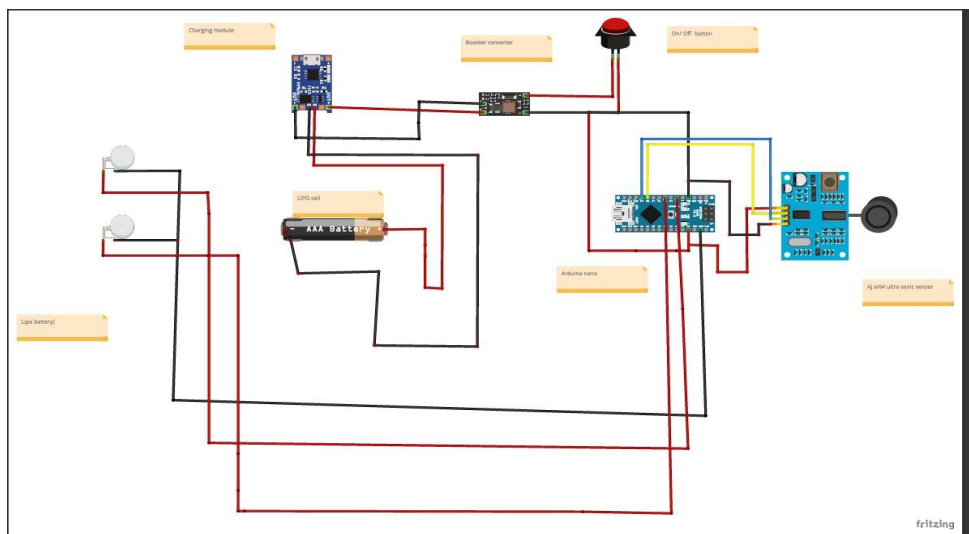 Charging module
Booster converter
On/ Off button
LIPO cell
- AAA Battery +
Arduino nano
Aj sr04 ultra sonic sensor
Lipo battery|
fritzing